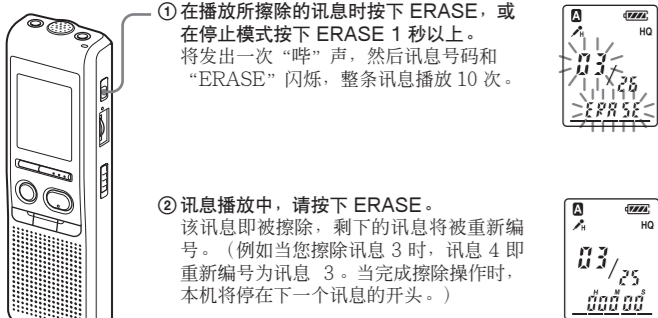 ① 在播放所擦除的讯息时按下 ERASE，或
在停止模式按下 ERASE 1 秒以上。
将发出一次“哔”声，然后讯息号码和
“ERASE”闪烁，整条讯息播放 10 次。
A
H HQ
03/26
ERASE
② 讯息播放中，请按下 ERASE。
该讯息即被擦除，剩下的讯息将被重新编
号。（例如当您擦除讯息 3 时，讯息 4 即
重新编号为讯息 3。当完成擦除操作时，
本机将停在下一个讯息的开头。）
A
H HQ
03/25
H M S
00 00 00